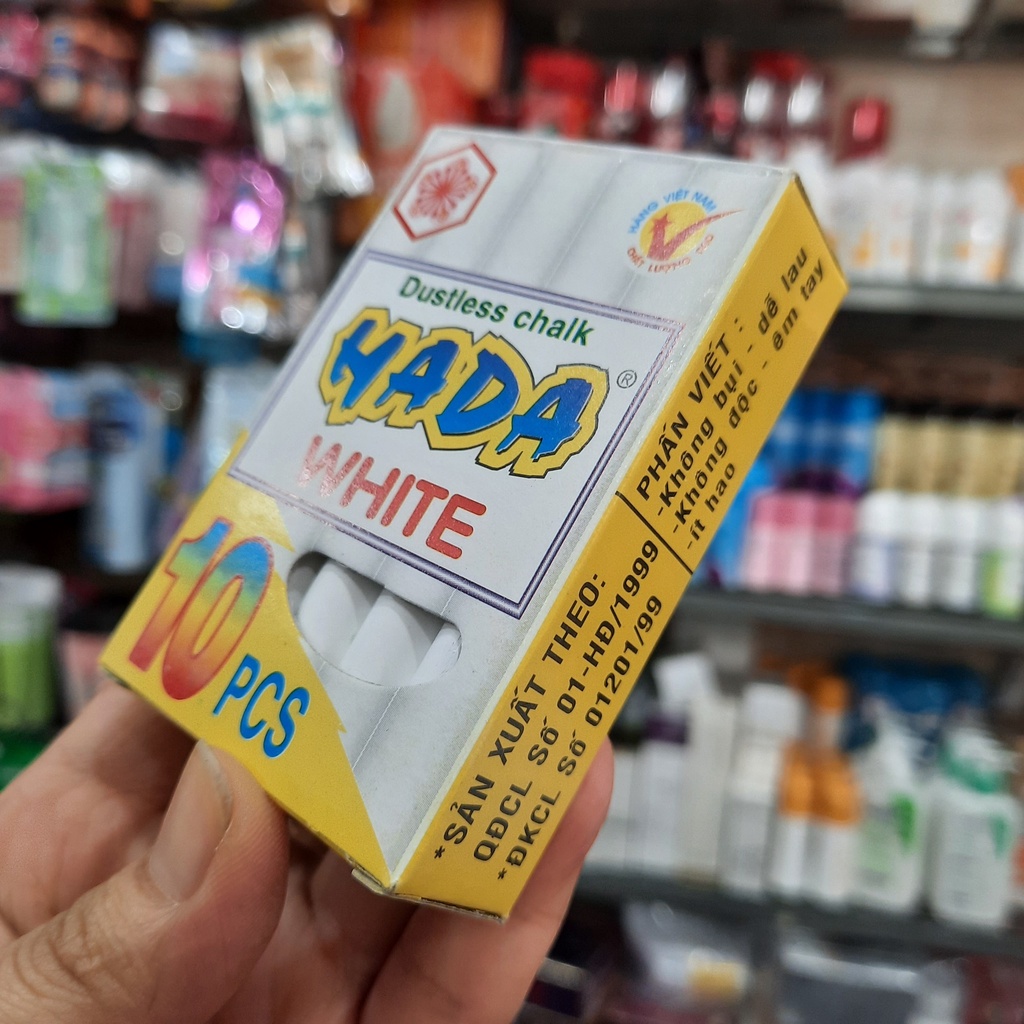 HÀNG VIỆT NAM
CHẤT LƯỢNG
Dustless chalk
HADA®
WHITE
10
PCS
PHẤN VIẾT :
-Không bụi - dễ lau
-Không độc - êm tay
-ít hao
*SẢN XUẤT THEO:
QĐCL Số 01-HĐ/1999
*ĐKCL Số 01201/99